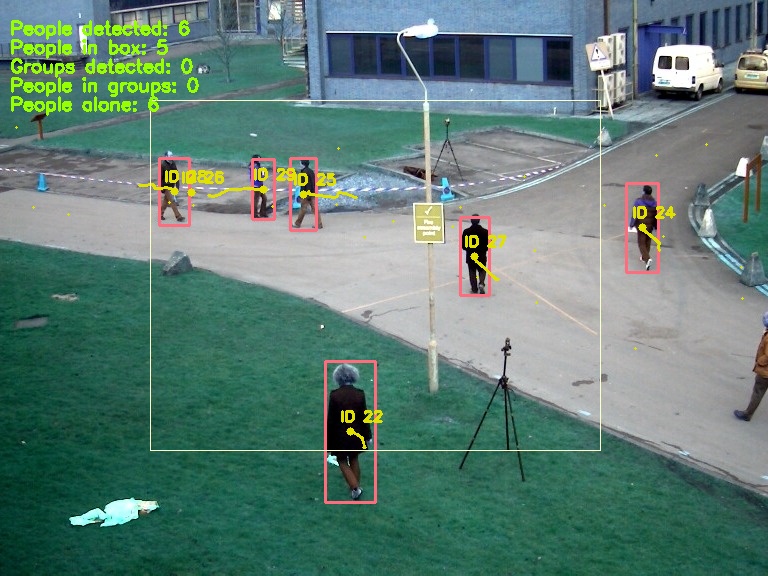 People detected: 6
People in box: 5
Groups detected: 0
People in groups: 0
People alone: 6
ID 26
ID 29
ID 25
ID 24
ID 27
ID 22